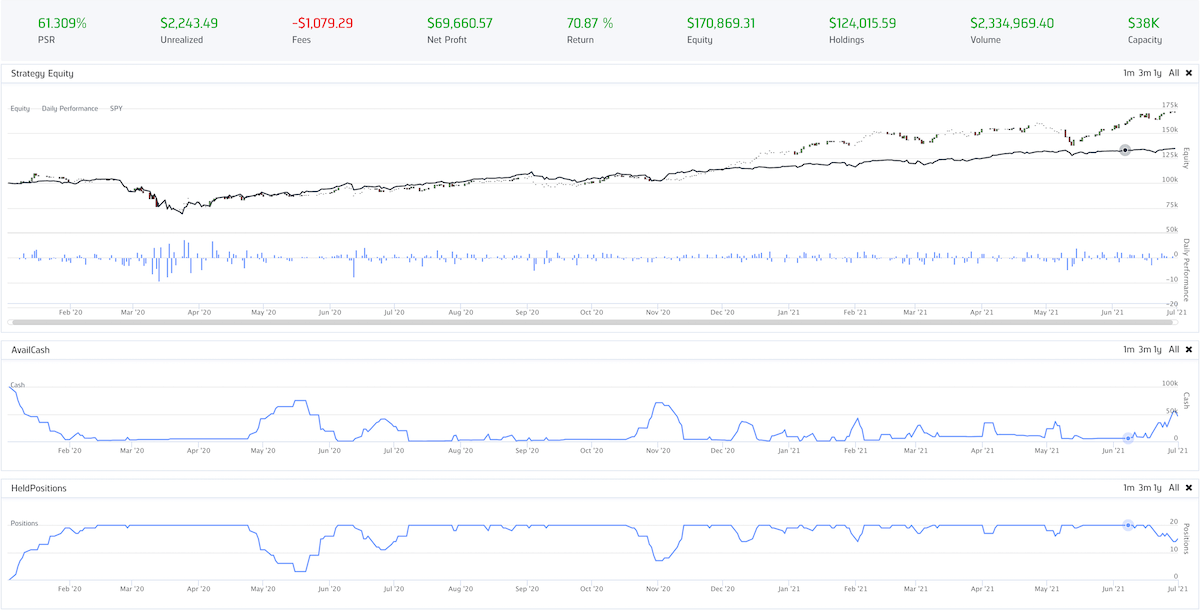 61.309% $2,243.49 -$1,079.29 $69,660.57 70.87 % $170,869.31 $124,015.59 $2,334,969.40 $38K
PSR Unrealized Fees Net Profit Return Equity Holdings Volume Capacity
Strategy Equity 1m 3m 1y All ✖
Equity Daily Performance SPY
175k
150k
125k
100k
75k
50k
Equity
0
-10
-20
Daily Performance
Feb '20 Mar '20 Apr '20 May '20 Jun '20 Jul '20 Aug '20 Sep '20 Oct '20 Nov '20 Dec '20 Jan '21 Feb '21 Mar '21 Apr '21 May '21 Jun '21 Jul '21
AvailCash 1m 3m 1y All ✖
Cash
100k
50k
0
Cash
Feb '20 Mar '20 Apr '20 May '20 Jun '20 Jul '20 Aug '20 Sep '20 Oct '20 Nov '20 Dec '20 Jan '21 Feb '21 Mar '21 Apr '21 May '21 Jun '21 Jul '21
HeldPositions 1m 3m 1y All ✖
Positions
20
10
0
Positions
Feb '20 Mar '20 Apr '20 May '20 Jun '20 Jul '20 Aug '20 Sep '20 Oct '20 Nov '20 Dec '20 Jan '21 Feb '21 Mar '21 Apr '21 May '21 Jun '21 Jul '21